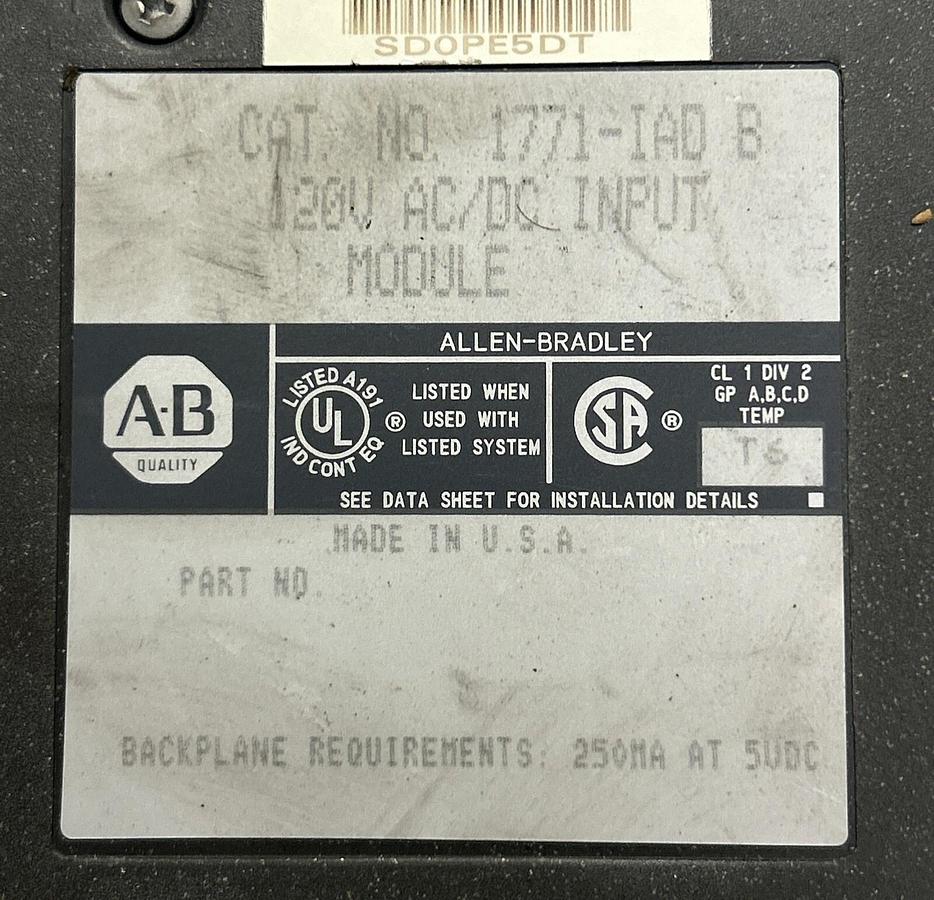 SD0PE5DT
CAT. NO. 1771-IAD B
120V AC/DC INPUT
MODULE
ALLEN-BRADLEY
A-B
QUALITY
LISTED A191
UL
IND CONT EQ
®
LISTED WHEN
USED WITH
LISTED SYSTEM
SA
®
CL 1 DIV 2
GP A,B,C,D
TEMP
T6
SEE DATA SHEET FOR INSTALLATION DETAILS
MADE IN U.S.A.
PART NO.
BACKPLANE REQUIREMENTS: 250MA AT 5VDC